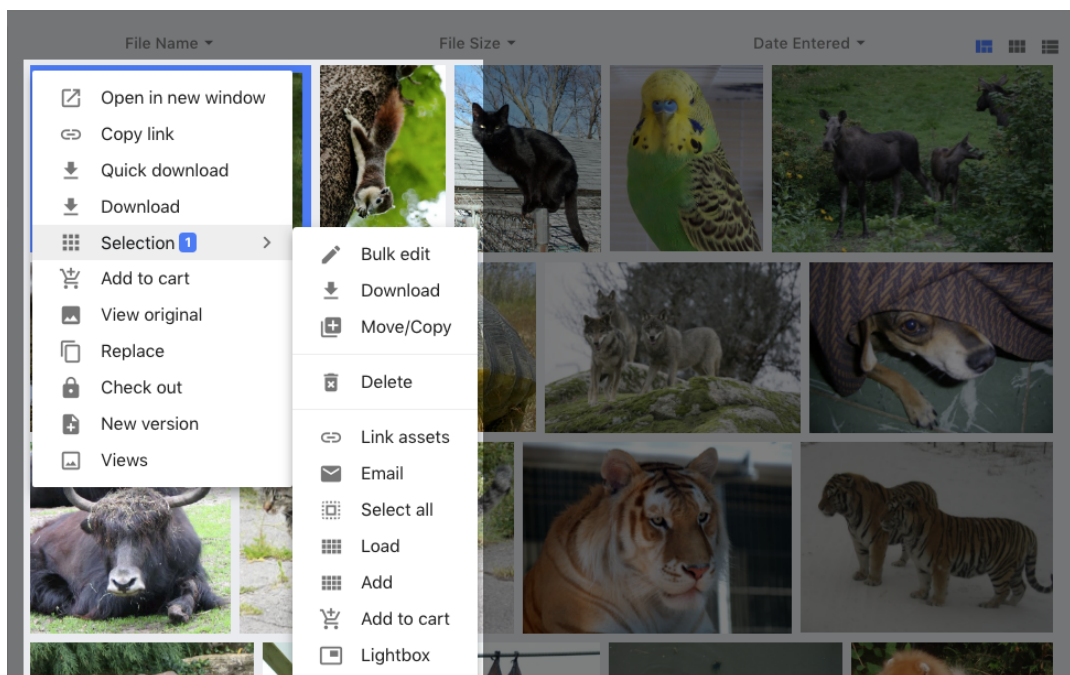 File Name
File Size
Date Entered
Open in new window
Copy link
Quick download
Download
Selection 1
Add to cart
View original
Replace
Check out
New version
Views
Bulk edit
Download
Move/Copy
Delete
Link assets
Email
Select all
Load
Add
Add to cart
Lightbox